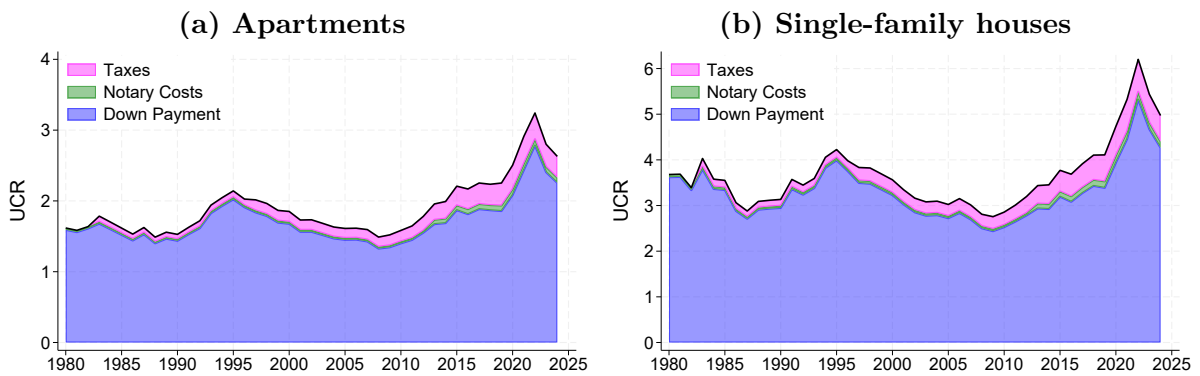 (a) Apartments
UCR
4
3
2
1
0
Taxes
Notary Costs
Down Payment
1980 1985 1990 1995 2000 2005 2010 2015 2020 2025
(b) Single-family houses
UCR
6
5
4
3
2
1
0
Taxes
Notary Costs
Down Payment
1980 1985 1990 1995 2000 2005 2010 2015 2020 2025